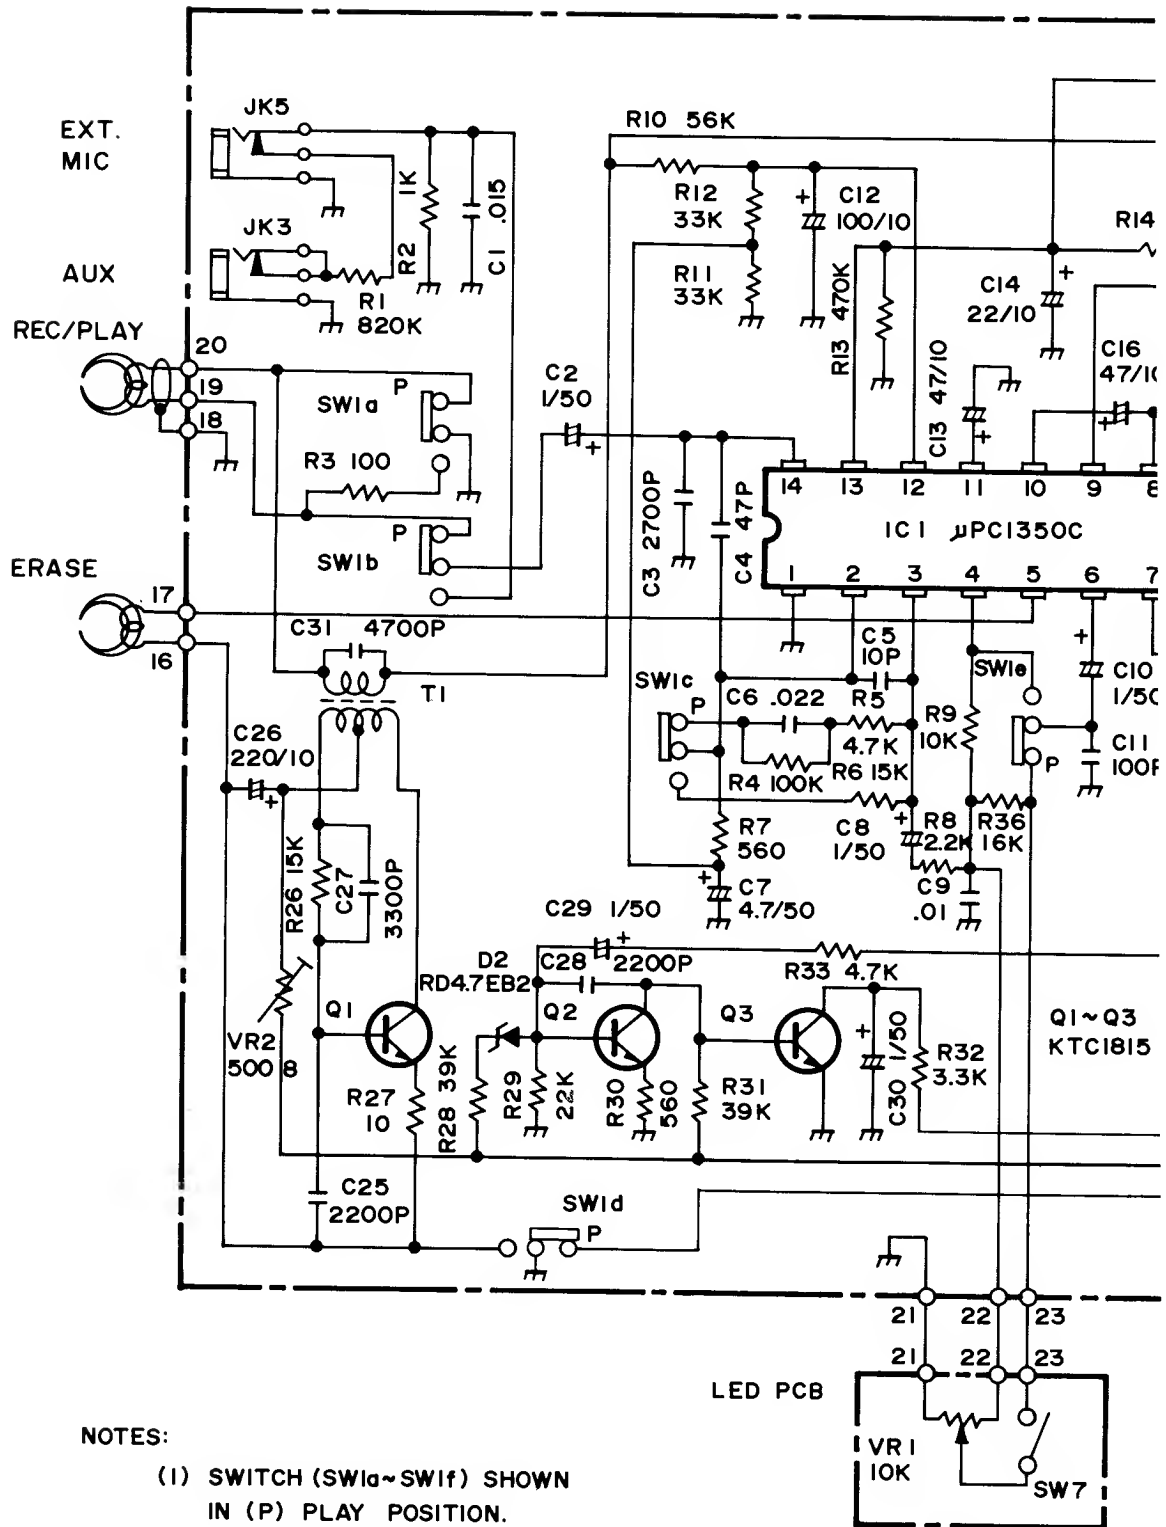 JK5
EXT.
MIC
R10 56K
1K
R2
.015
C1
R12
33K
+
C12
100/10
R14
JK3
AUX
R1
820K
R11
33K
R13 470K
C14
22/10
+
REC/PLAY
20
19
18
P
SW1a
C2
1/50
+
C13 47/10
+
C16
47/10
+
R3 100
P
SW1b
C3 2700P
C4 47P
14
13
12
11
10
9
8
IC1 µPC1350C
1
2
3
4
5
6
7
ERASE
17
16
C31
4700P
T1
C5
10P
SW1e
+
C10
1/50
SW1c
P
C6 .022
R5
4.7K
R4 100K
R6 15K
R9
10K
P
C11
100P
C26
220/10
+
R7
560
C8
1/50
+
R8
2.2K
R36
16K
R26 15K
C27
3300P
+
C7
4.7/50
C9
.01
C29 1/50
+
D2
RD4.7EB2
C28
2200P
R33 4.7K
Q1
Q2
Q3
+
C30 1/50
R32
3.3K
Q1~Q3
KTC1815
VR2
500 B
R27
10
R28 39K
R29
22K
R30
560
R31
39K
C25
2200P
SW1d
P
21
22
23
21
22
23
LED PCB
VR1
10K
SW7
NOTES:
(1) SWITCH (SW1a~SW1f) SHOWN
IN (P) PLAY POSITION.